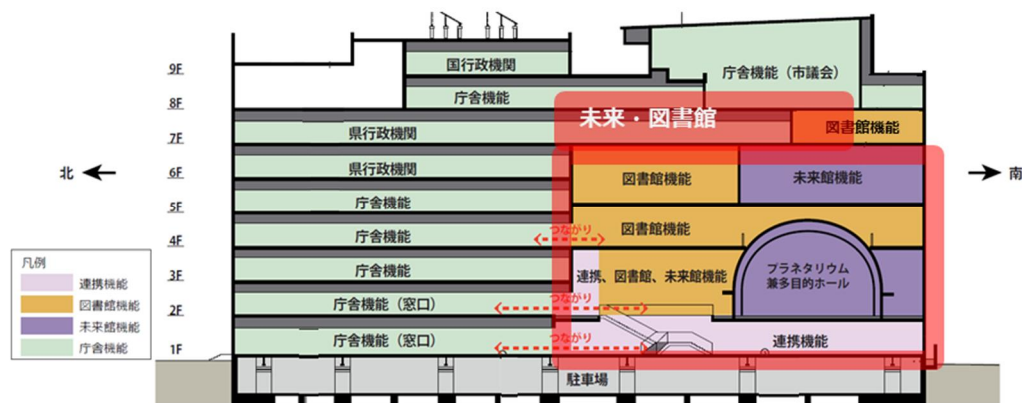 9F
国行政機関
庁舎機能（市議会）
8F
庁舎機能
未来・図書館
7F
県行政機関
図書館機能
北
6F
県行政機関
図書館機能
未来館機能
南
5F
庁舎機能
4F
庁舎機能
つながり
図書館機能
凡例
連携機能
図書館機能
未来館機能
庁舎機能
3F
庁舎機能
連携、図書館、未来館機能
プラネタリウム
兼多目的ホール
2F
庁舎機能（窓口）
つながり
1F
庁舎機能（窓口）
つながり
連携機能
駐車場